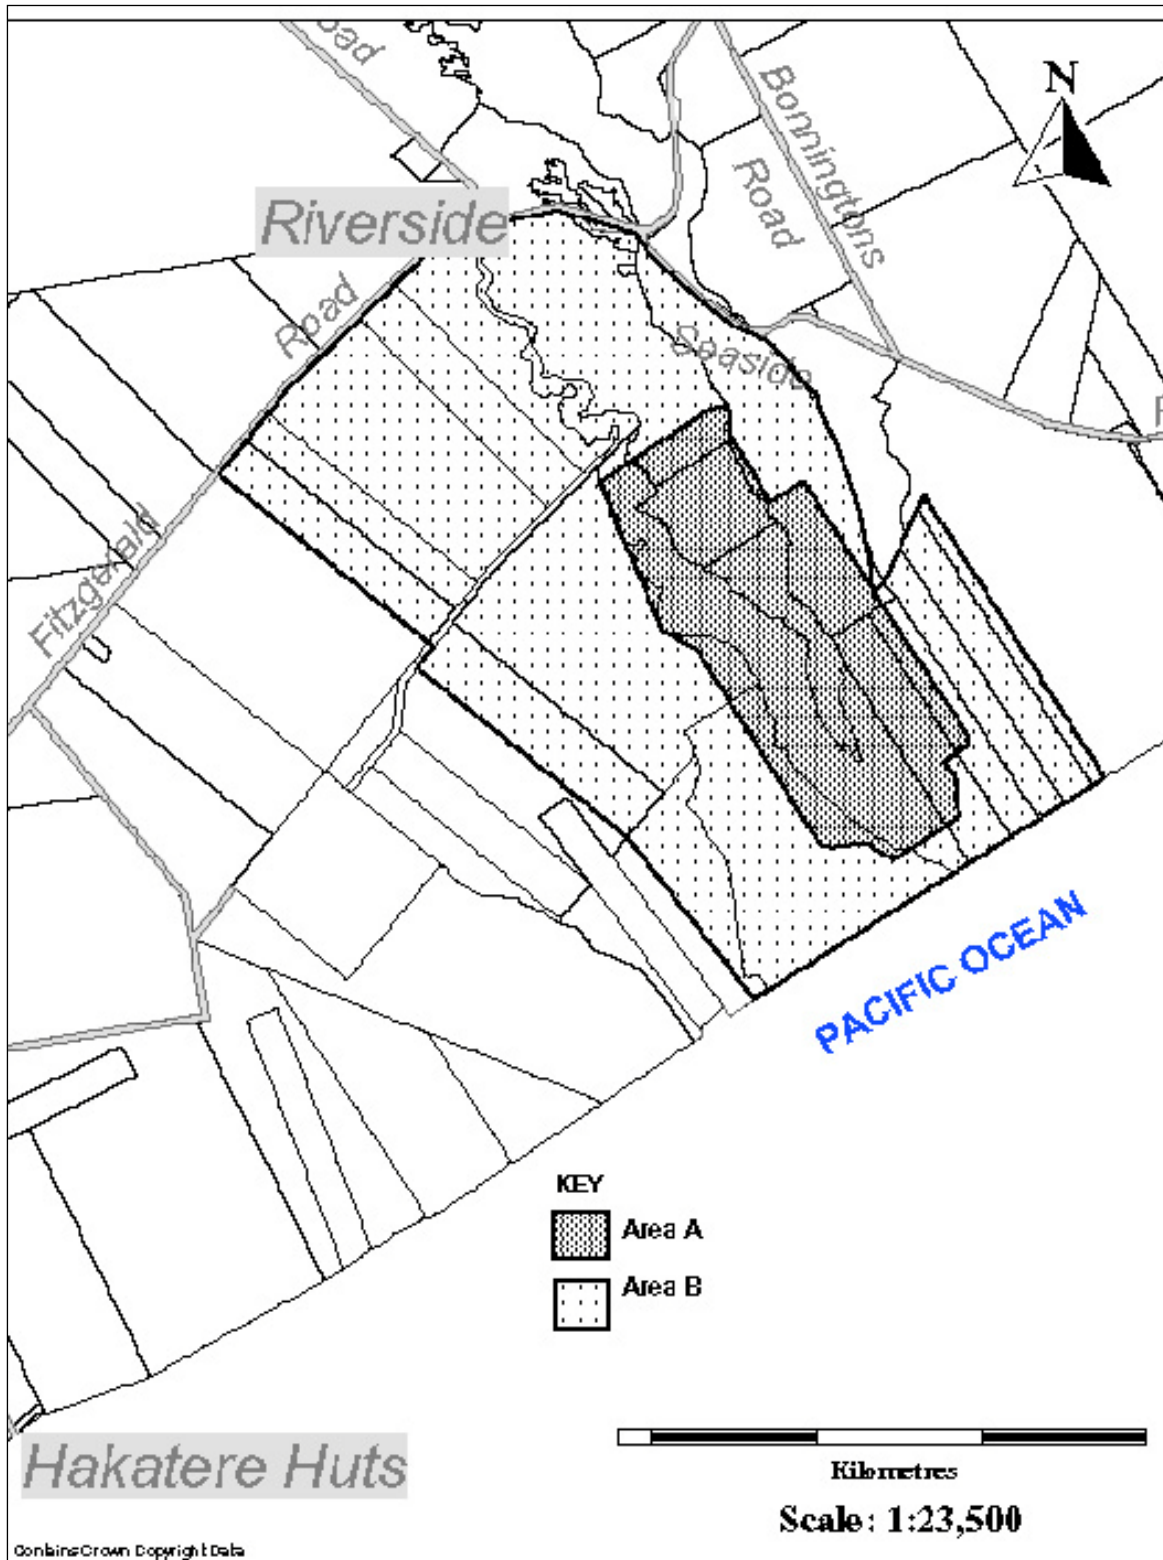 oad
N
Bonningtons
Road
Riverside
Road
Seaside
R
Fitzgerald
PACIFIC OCEAN
KEY
Area A
Area B
Hakatere Huts
Kilometres
Scale: 1:23,500
Contains Crown Copyright Data